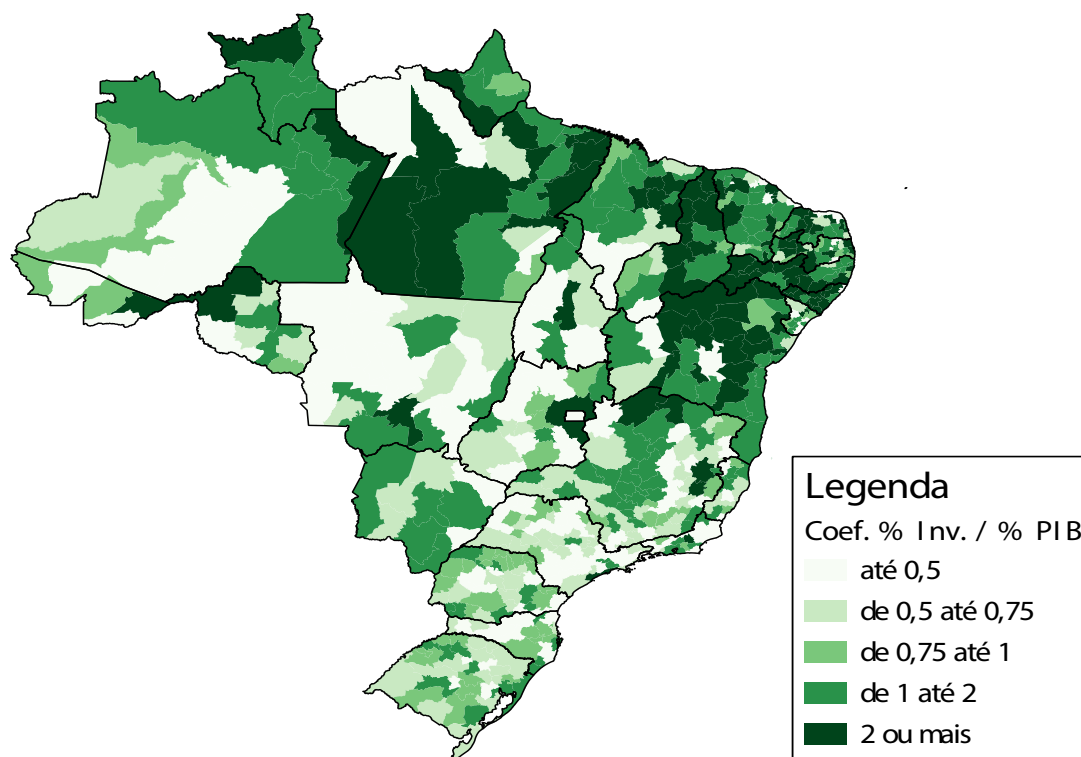 Legenda
Coef. % Inv. / % PIB
até 0,5
de 0,5 até 0,75
de 0,75 até 1
de 1 até 2
2 ou mais